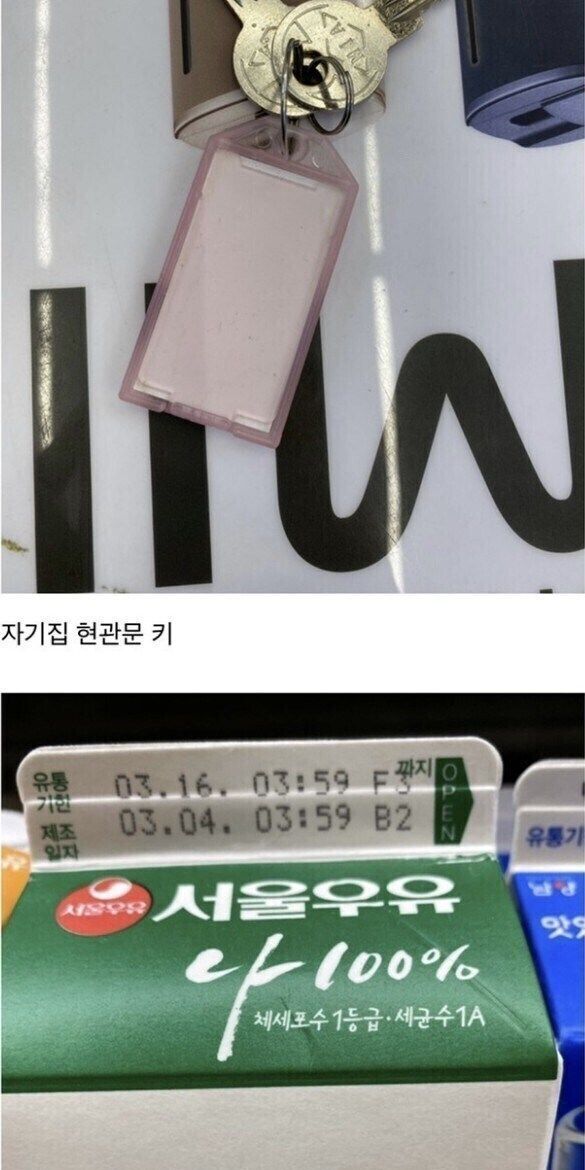 자기집 현관문 키
유통
기한
03.16. 03:59 F3
까지
제조
일자
03.04. 03:59 B2
OPEN
서울우유
서울우유
나100%
체세포수1등급·세균수1A
유통기
맛있